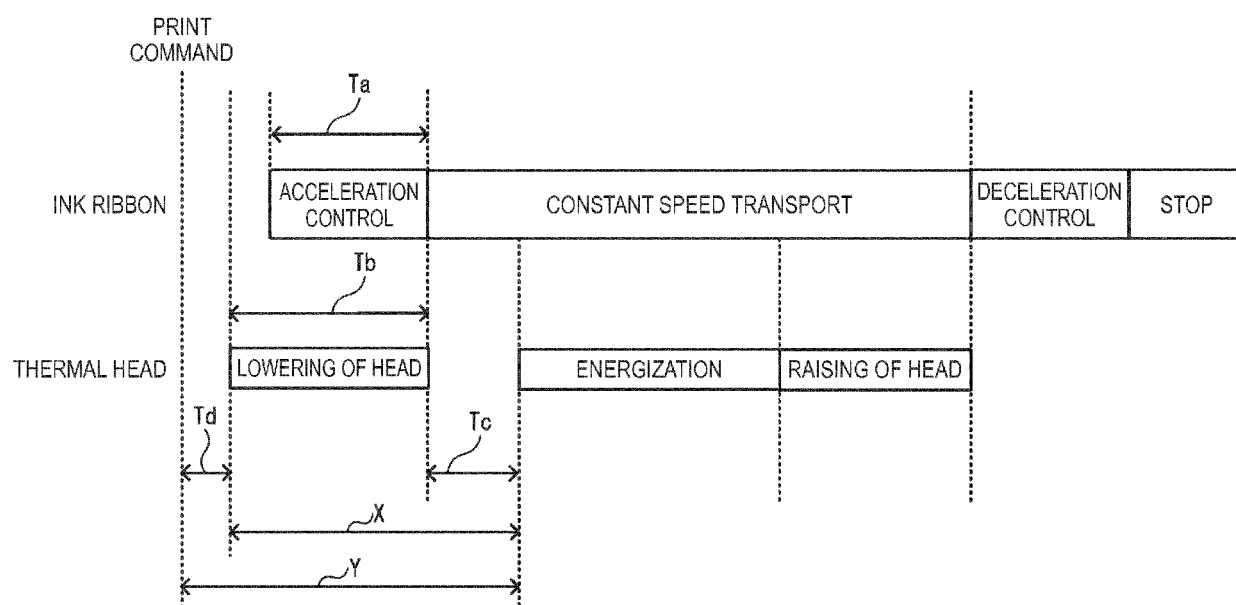 PRINT
COMMAND
Ta
INK RIBBON
ACCELERATION
CONTROL
CONSTANT SPEED TRANSPORT
DECELERATION
CONTROL
STOP
Tb
THERMAL HEAD
LOWERING OF HEAD
ENERGIZATION
RAISING OF HEAD
Td
Tc
X
Y